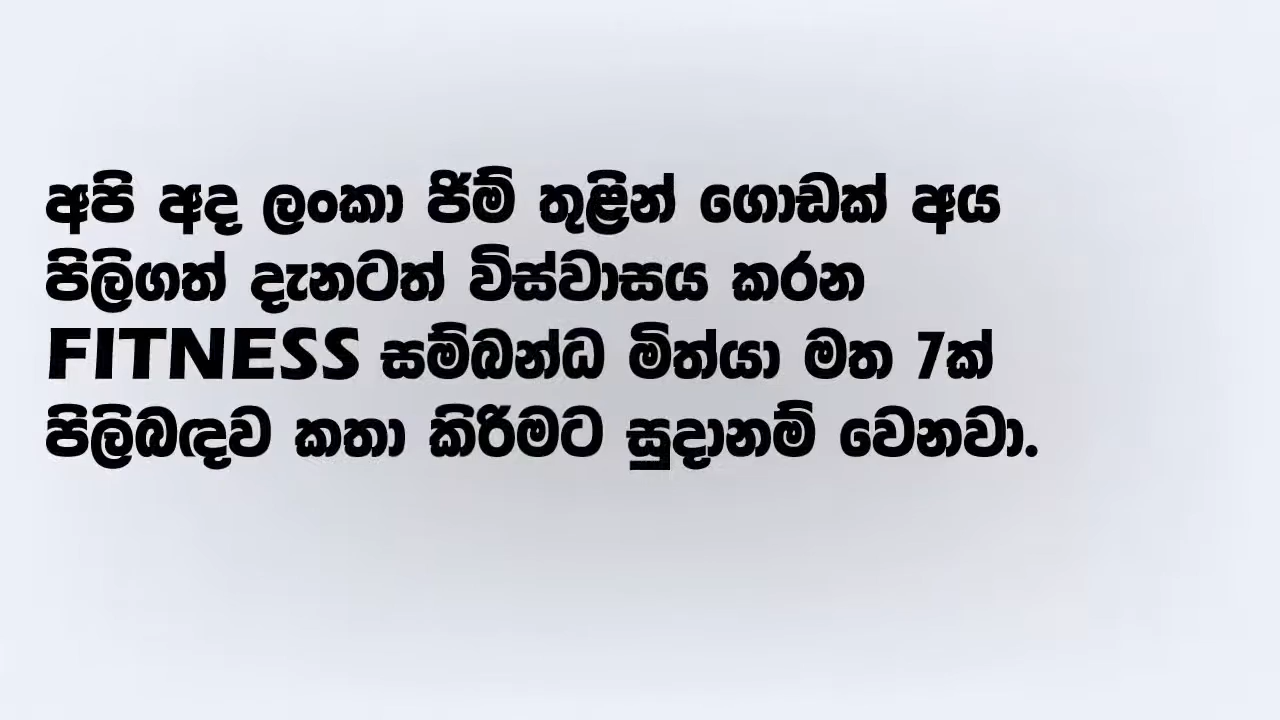 අපි අද ලංකා ජිම් තුළින් ගොඩක් අය
පිලිගත් දැනටත් විස්වාසය කරන
FITNESS සම්බන්ධ මිත්යා මත 7ක්
පිලිබඳව කතා කිරිමට සූදානම් වෙනවා.